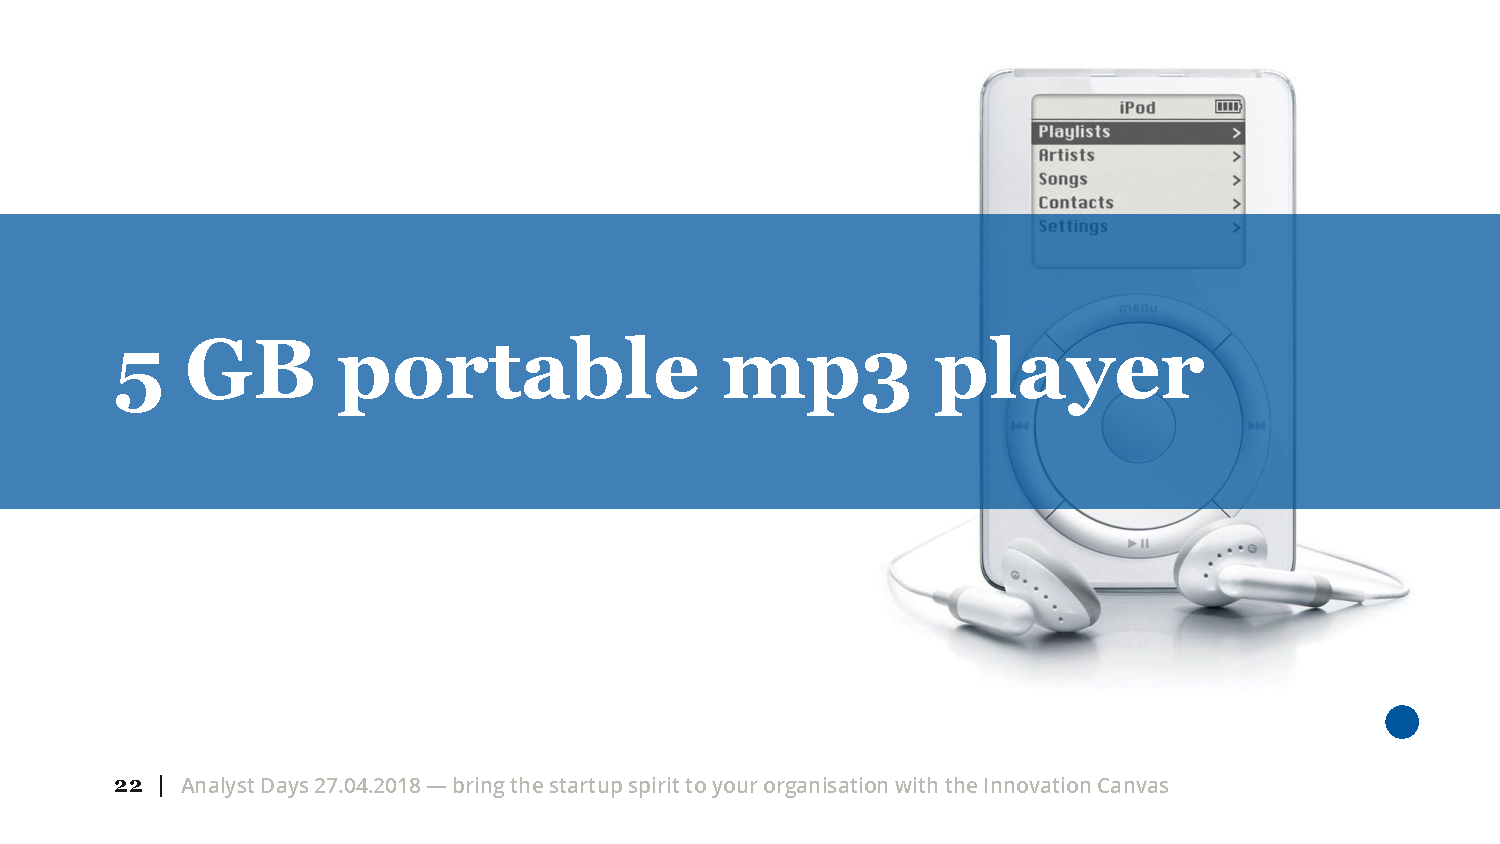 iPod
Playlists >
Artists >
Songs >
Contacts >
Settings >
menu
5 GB portable mp3 player
22 | Analyst Days 27.04.2018 — bring the startup spirit to your organisation with the Innovation Canvas